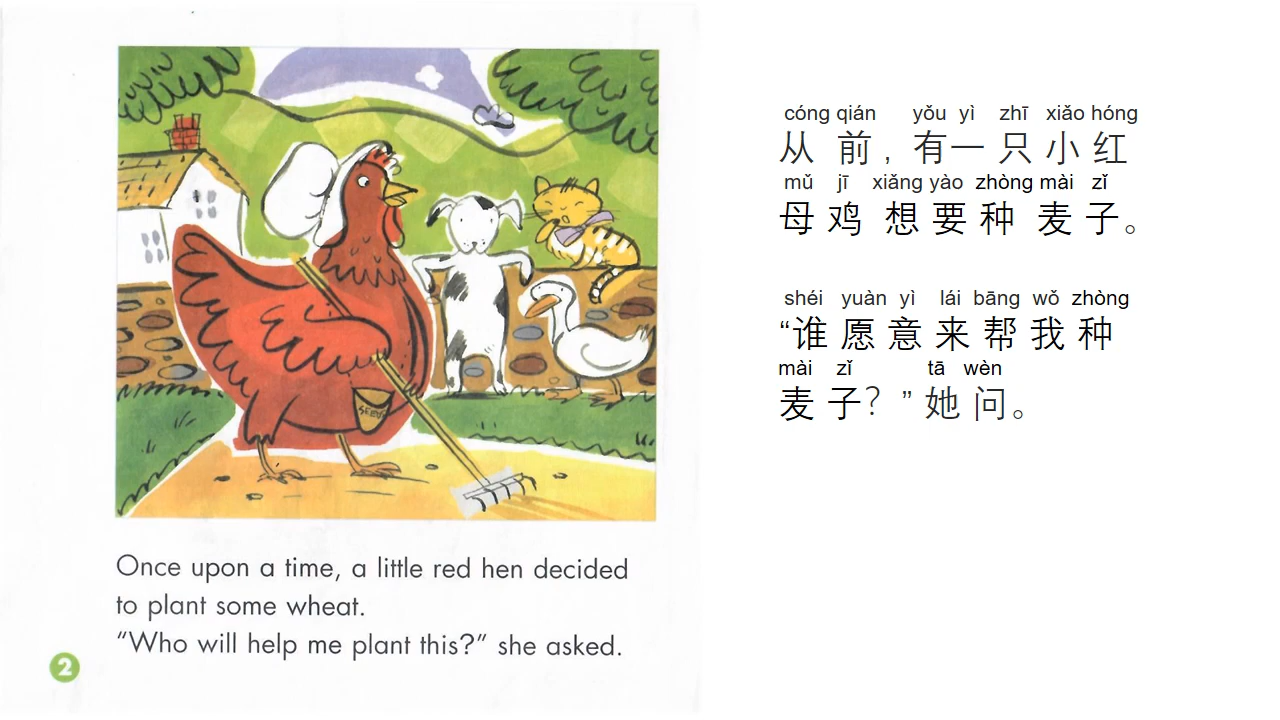 SEEDS
Once upon a time, a little red hen decided
to plant some wheat.
“Who will help me plant this?” she asked.
2
cóng qián yǒu yì zhī xiǎo hóng
从 前 , 有一 只 小 红
mǔ jī xiǎng yào zhòng mài zǐ
母 鸡 想 要 种 麦 子。
shéi yuàn yì lái bāng wǒ zhòng
“谁 愿 意 来 帮 我 种
mài zǐ tā wèn
麦 子？ ” 她 问。